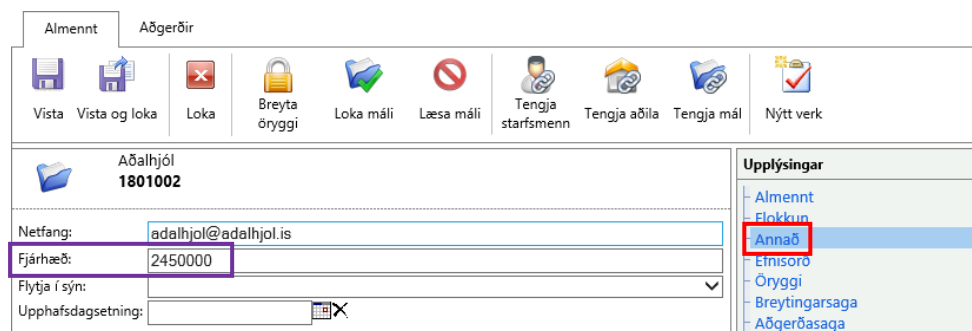 Almennt Aðgerðir
Vista Vista og loka Loka Breyta öryggi Loka máli Læsa máli Tengja starfsmenn Tengja aðila Tengja mál Nýtt verk
Aðalhjól
1801002
Netfang: adalhjol@adalhjol.is
Fjárhæð: 2450000
Flytja í sýn:
Upphafsdagsetning:
Upplýsingar
Almennt
Flokkun
Annað
Efnisorð
Öryggi
Breytingarsaga
Aðgerðasaga